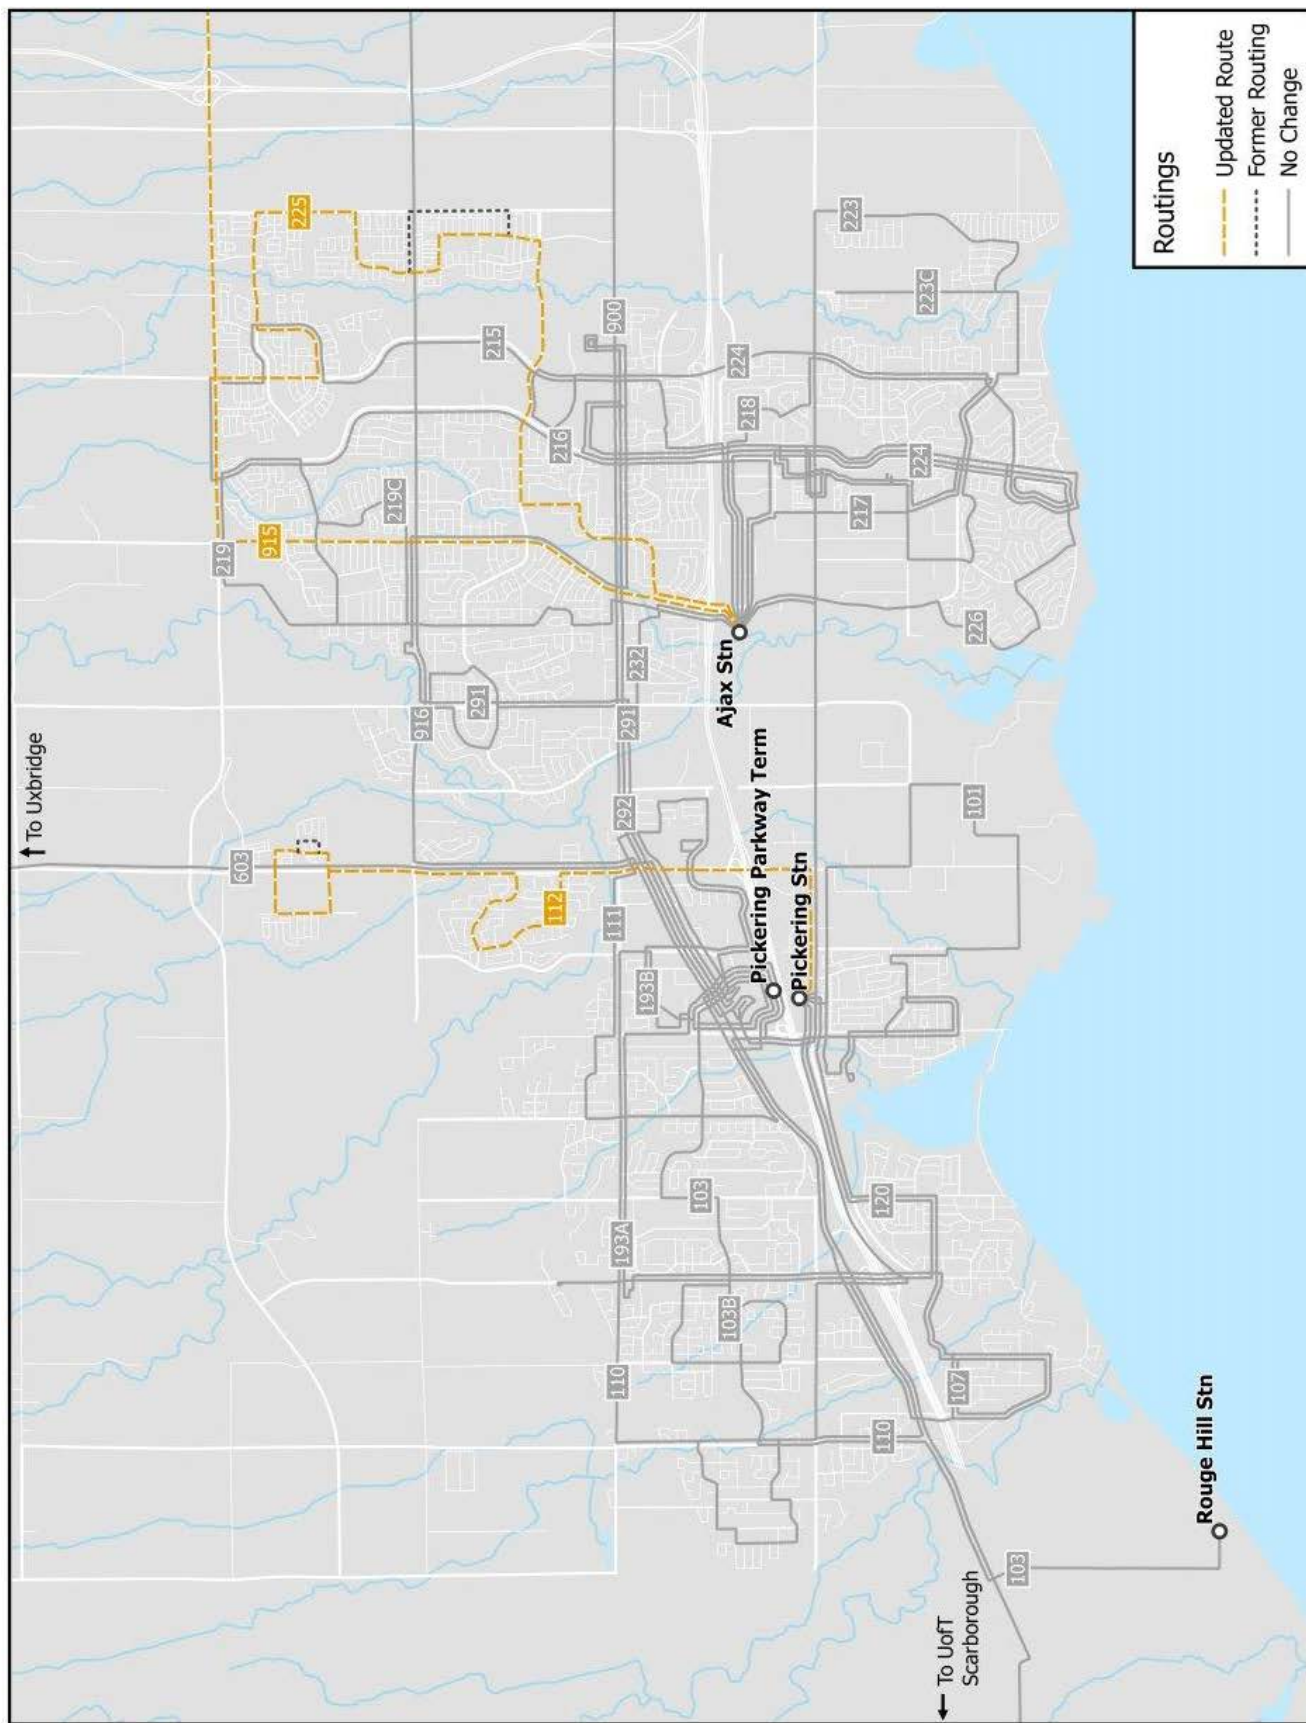 To Uxbridge
219
603
915
225
219C
916
291
215
112
216
110
111
900
193A
292
291
232
193B
103
Ajax Stn
103B
224
218
Pickering Parkway Term
Pickering Stn
223
217
120
110
224
223C
To UofT
Scarborough
107
101
226
103
Rouge Hill Stn
Routings
Updated Route
Former Routing
No Change